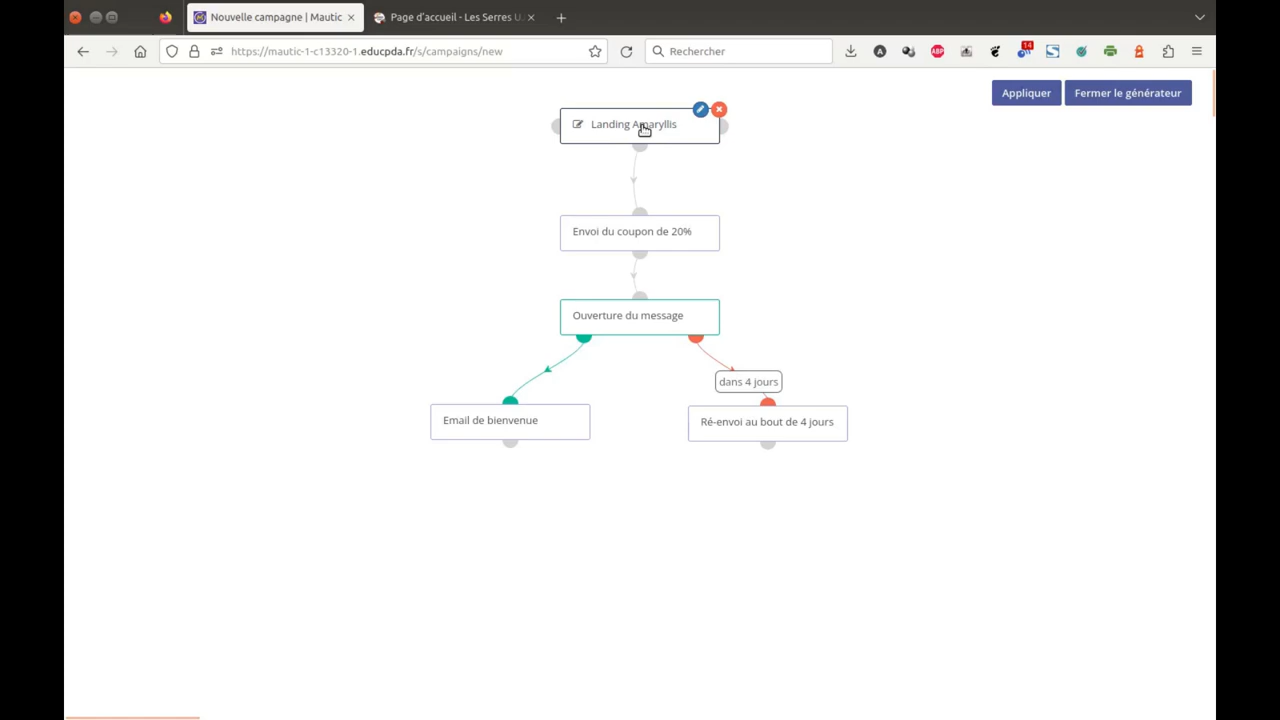 Nouvelle campagne | Mautic
Page d'accueil - Les Serres U
https://mautic-1-c13320-1.educpda.fr/s/campaigns/new
Rechercher
A
ABP
14
S
Appliquer
Fermer le générateur
Landing Amaryllis
Envoi du coupon de 20%
Ouverture du message
dans 4 jours
Email de bienvenue
Ré-envoi au bout de 4 jours